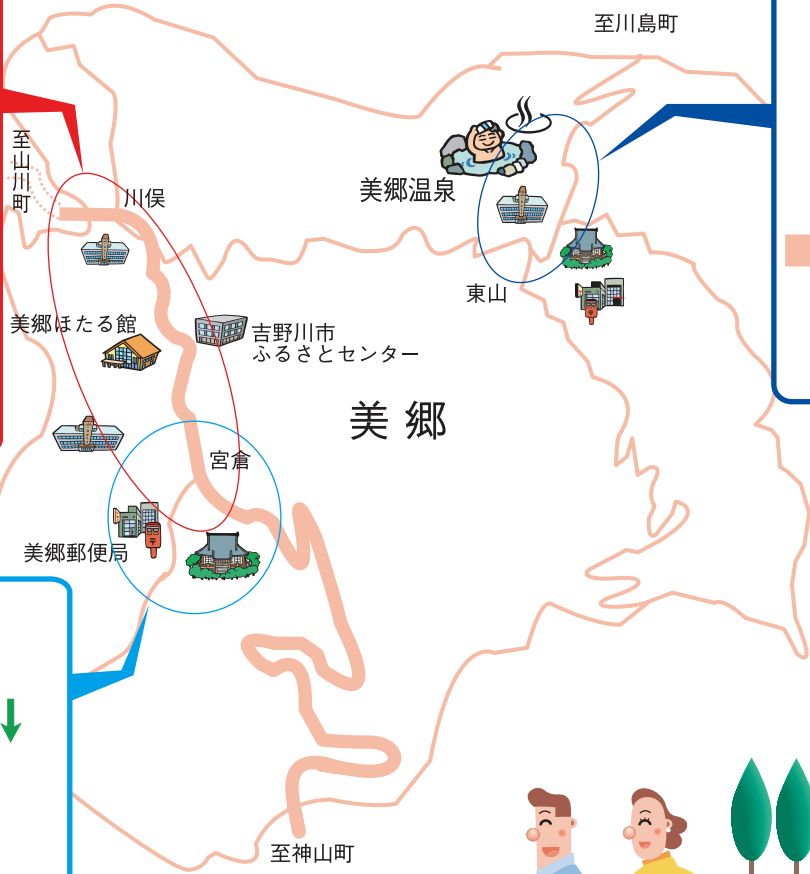 至川島町
至山川町
川俣
美郷温泉
東山
美郷ほたる館
吉野川市
ふるさとセンター
美郷
宮倉
美郷郵便局
至神山町